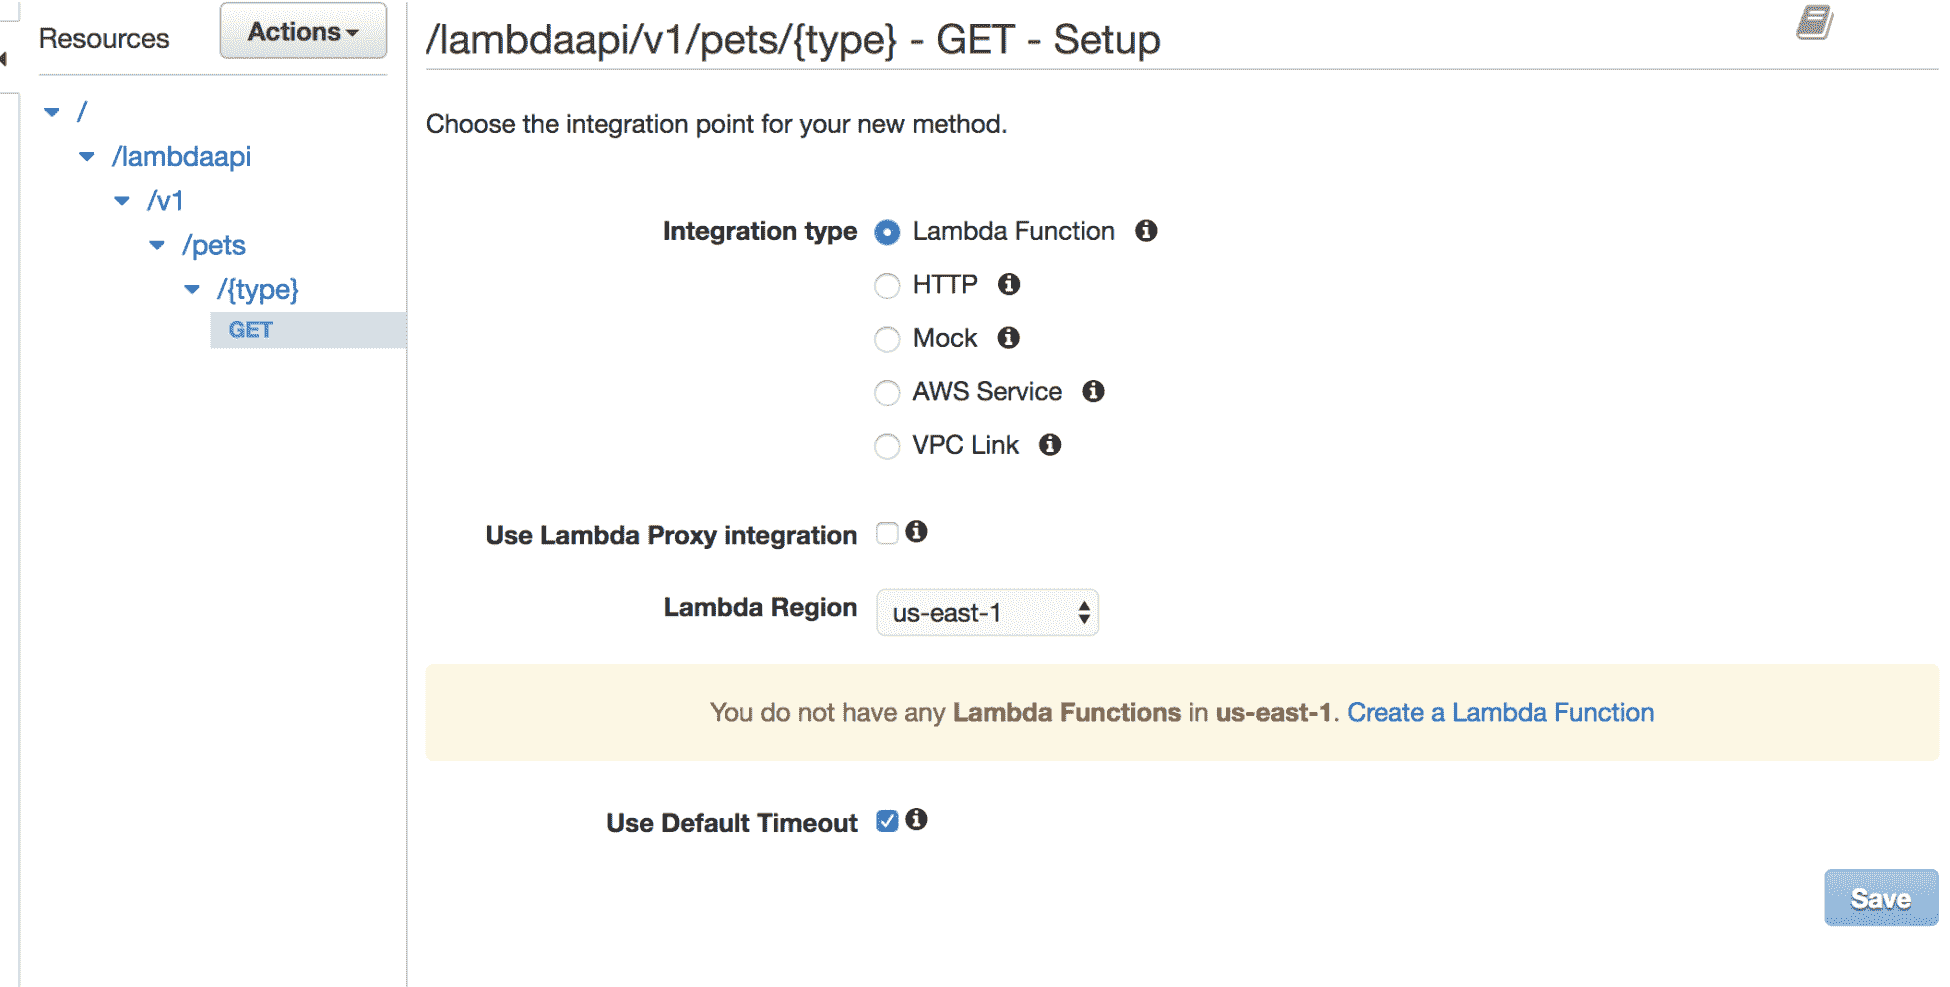 Resources
Actions
/lambdaapi/v1/pets/{type} - GET - Setup
/
/lambdaapi
/v1
/pets
/{type}
GET
Choose the integration point for your new method.
Integration type
Lambda Function
HTTP
Mock
AWS Service
VPC Link
Use Lambda Proxy integration
Lambda Region
us-east-1
You do not have any Lambda Functions in us-east-1. Create a Lambda Function
Use Default Timeout
Save